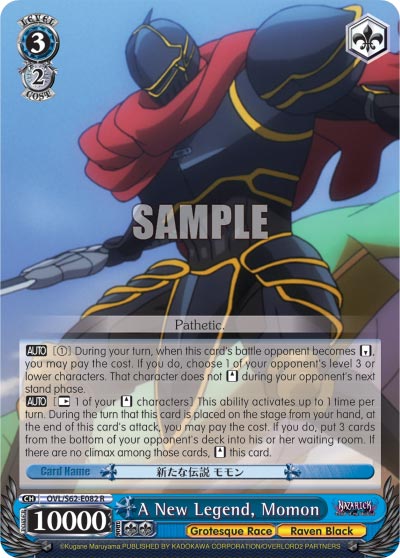 LEVEL
3
2
COST
SAMPLE
Pathetic.
AUTO [①] During your turn, when this card's battle opponent becomes ,
you may pay the cost. If you do, choose 1 of your opponent's level 3 or
lower characters. That character does not during your opponent's next
stand phase.
AUTO [ 1 of your characters] This ability activates up to 1 time per
turn. During the turn that this card is placed on the stage from your hand, at
the end of this card's attack, you may pay the cost. If you do, put 3 cards
from the bottom of your opponent's deck into his or her waiting room. If
there are no climax among those cards, this card.
Card Name 新たな伝説 モモン
CH OVL/S62-E082 R
A New Legend, Momon
NAZARICK
POWER 10000
Grotesque Race Raven Black
©Kugane Maruyama,PUBLISHED BY KADOKAWA CORPORATION/OVERLORD2 PARTNERS